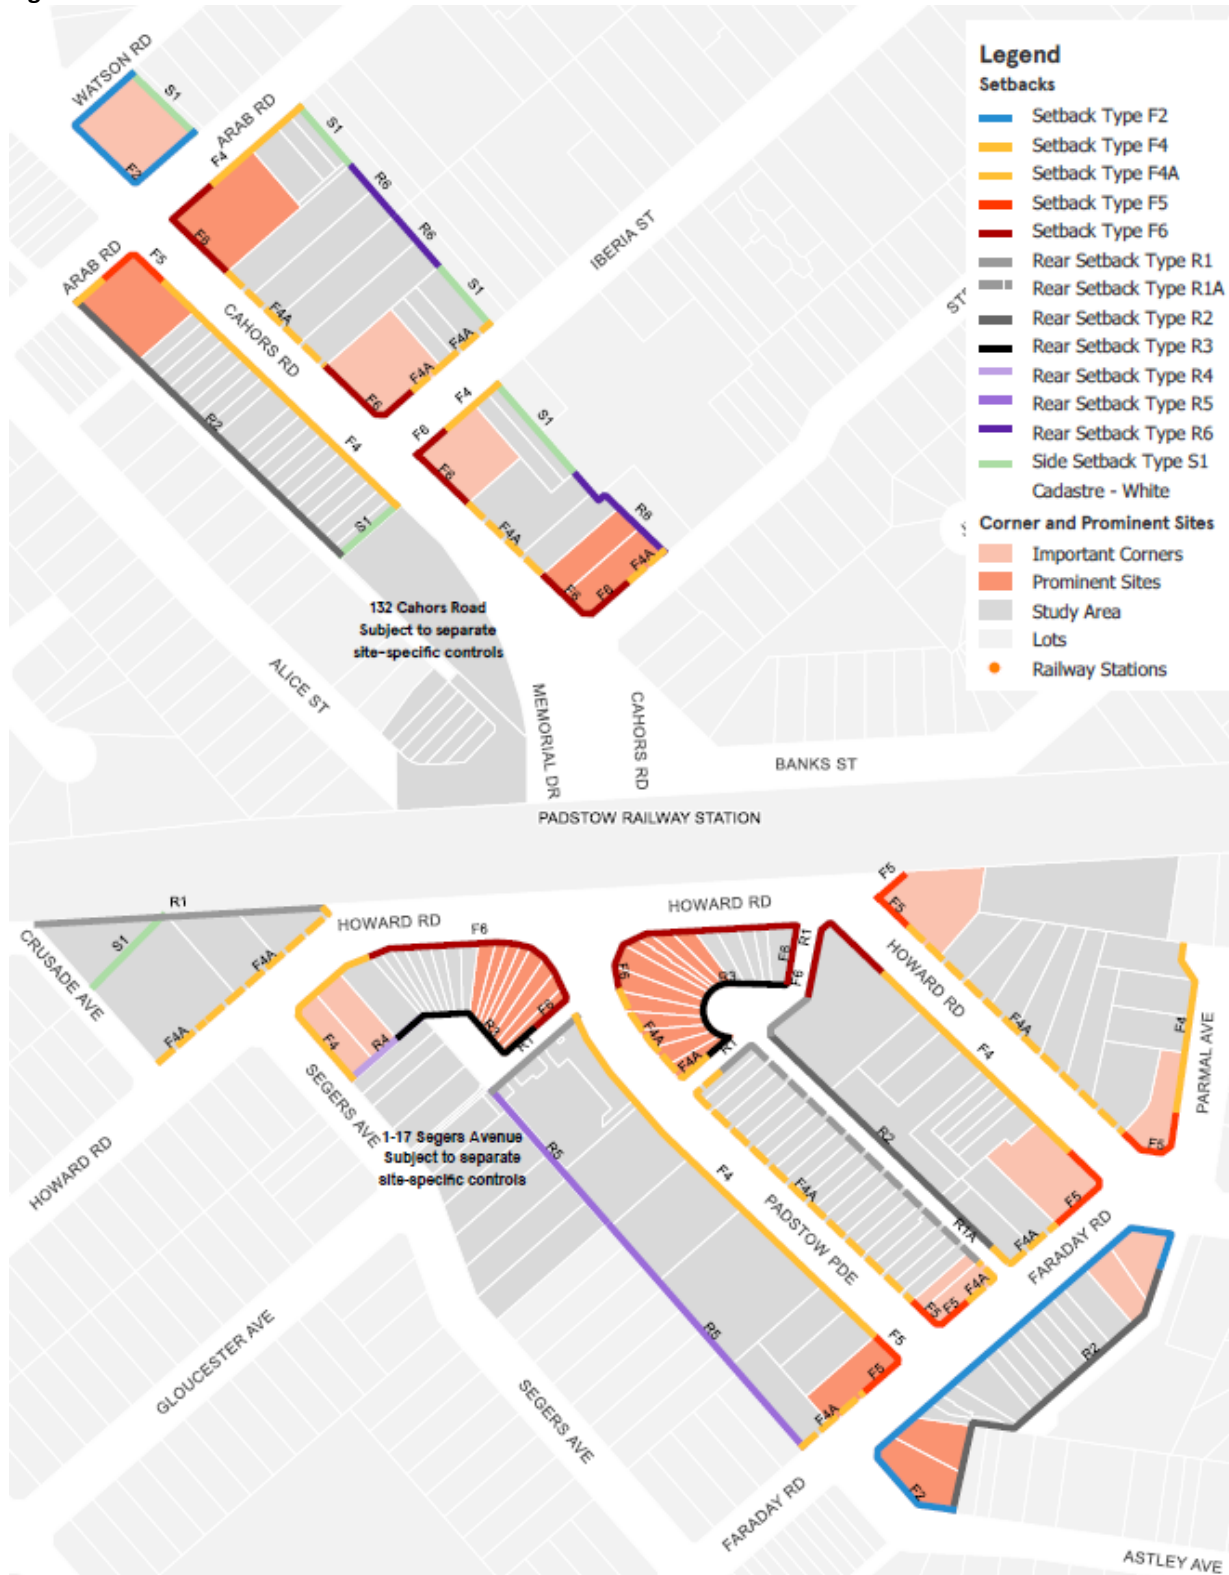 WATSON RD
S1
F2
ARAB RD
F4
S1
R6
R6
F6
S1
F4A
F4A
F4A
F6
CAHORS RD
IBERIA ST
ARAB RD
F5
F4
R2
S1
F4
F6
F6
S1
F4A
R6
F4A
F6
F6
132 Cahors Road
Subject to separate
site-specific controls
ALICE ST
MEMORIAL DR
CAHORS RD
BANKS ST
PADSTOW RAILWAY STATION
Legend
Setbacks
Setback Type F2
Setback Type F4
Setback Type F4A
Setback Type F5
Setback Type F6
Rear Setback Type R1
Rear Setback Type R1A
Rear Setback Type R2
Rear Setback Type R3
Rear Setback Type R4
Rear Setback Type R5
Rear Setback Type R6
Side Setback Type S1
Cadastre - White
Corner and Prominent Sites
Important Corners
Prominent Sites
Study Area
Lots
Railway Stations
R1
S1
F4A
F4A
CRUSADE AVE
HOWARD RD
F6
F4
R4
R3
R1
F6
HOWARD RD
F6
F6
R1
F6
R3
R1
F4A
F4A
F5
F5
HOWARD RD
F4A
F4
PARMAL AVE
F5
F4
R2
F5
F4A
R1A
F4A
F4A
F5
F5
PADSTOW PDE
F4
R5
R5
F5
F5
F4A
SEGERS AVE
1-17 Segers Avenue
Subject to separate
site-specific controls
HOWARD RD
GLOUCESTER AVE
SEGERS AVE
FARADAY RD
FARADAY RD
R2
F2
ASTLEY AVE